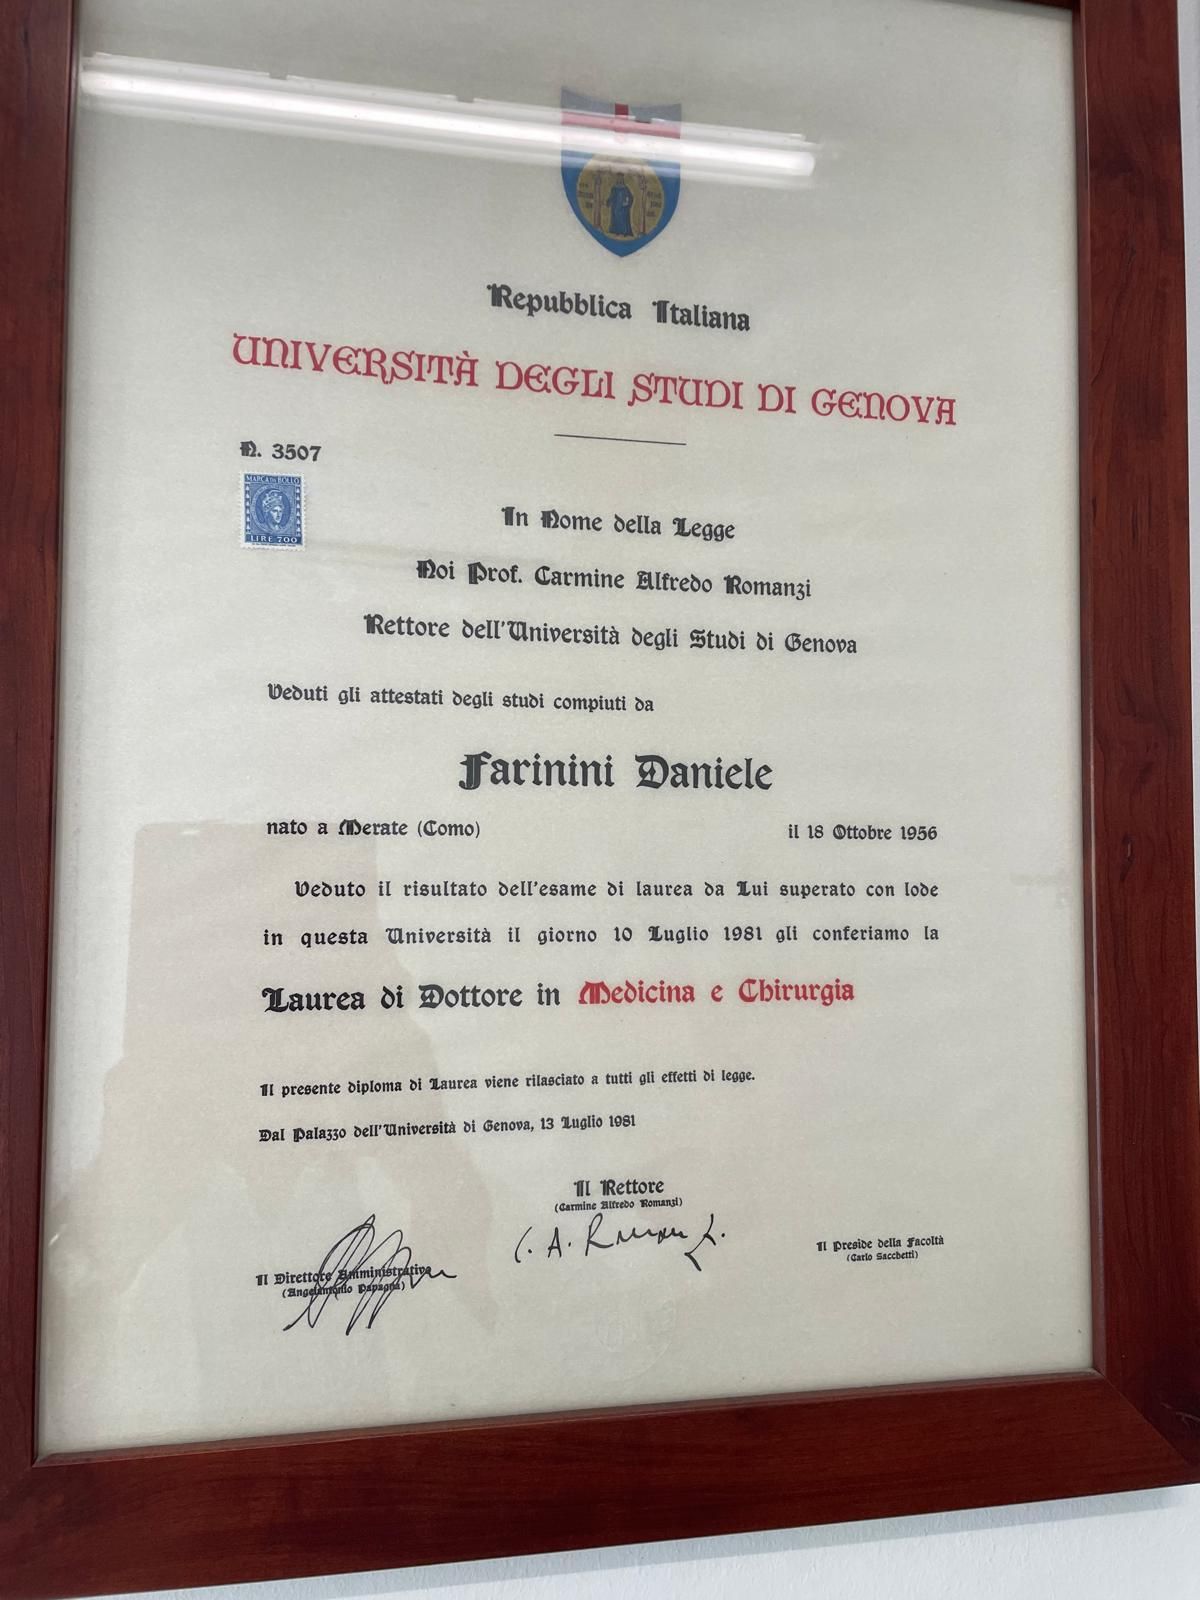 Repubblica Italiana
UNIVERSITÀ DEGLI STUDI DI GENOVA
N. 3507
MARCA DA BOLLO
LIRE 700
In Nome della Legge
Noi Prof. Carmine Alfredo Romanzi
Rettore dell'Università degli Studi di Genova
Veduti gli attestati degli studi compiuti da
Farinini Daniele
nato a Merate (Como) il 18 Ottobre 1956
Veduto il risultato dell'esame di laurea da Lui superato con lode
in questa Università il giorno 10 Luglio 1981 gli conferiamo la
Laurea di Dottore in Medicina e Chirurgia
Il presente diploma di Laurea viene rilasciato a tutti gli effetti di legge.
Dal Palazzo dell'Università di Genova, 13 Luglio 1981
Il Rettore
(Carmine Alfredo Romanzi)
C. A. Romanzi
Il Preside della Facoltà
(Carlo Sacchetti)
Il Direttore Amministrativo
(Angelantonio Papagna)